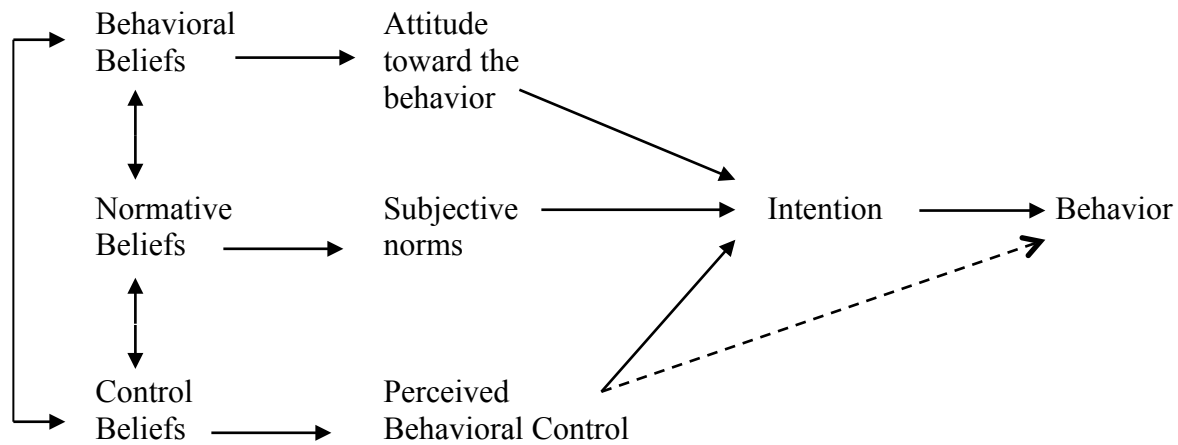 Behavioral
Beliefs
Attitude
toward the
behavior
Normative
Beliefs
Subjective
norms
Intention
Behavior
Control
Beliefs
Perceived
Behavioral Control